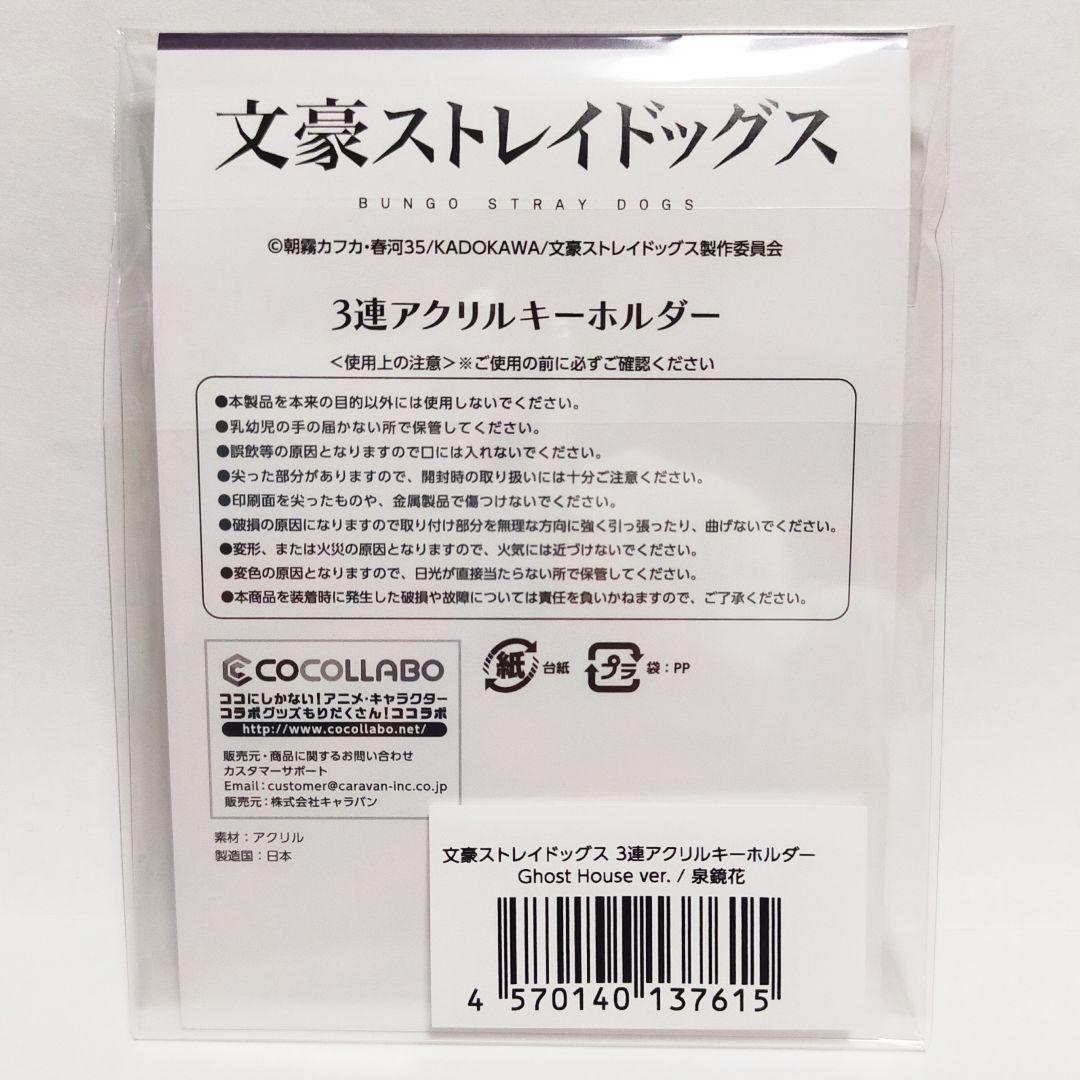 文豪ストレイドッグス
BUNGO STRAY DOGS
©朝霧カフカ・春河35/KADOKAWA/文豪ストレイドッグス製作委員会
3連アクリルキーホルダー
＜使用上の注意＞※ご使用の前に必ずご確認ください
●本製品を本来の目的以外には使用しないでください。
●乳幼児の手の届かない所で保管してください。
●誤飲等の原因となりますので口には入れないでください。
●尖った部分がありますので、開封時の取り扱いには十分ご注意ください。
●印刷面を尖ったものや、金属製品で傷つけないでください。
●破損の原因になりますので取り付け部分を無理な方向に強く引っ張ったり、曲げないでください。
●変形、または火災の原因となりますので、火気には近づけないでください。
●変色の原因となりますので、日光が直接当たらない所で保管してください。
●本商品を装着時に発生した破損や故障については責任を負いかねますので、ご了承ください。
COCOLLABO
ココにしかない！アニメ・キャラクター
コラボグッズもりだくさん！ココラボ
http://www.cocollabo.net/
販売元・商品に関するお問い合わせ
カスタマーサポート
Email：customer@caravan-inc.co.jp
販売元：株式会社キャラバン
紙 台紙
プラ 袋：PP
素材：アクリル
製造国：日本
文豪ストレイドッグス 3連アクリルキーホルダー
Ghost House ver. / 泉鏡花
4 570140 137615